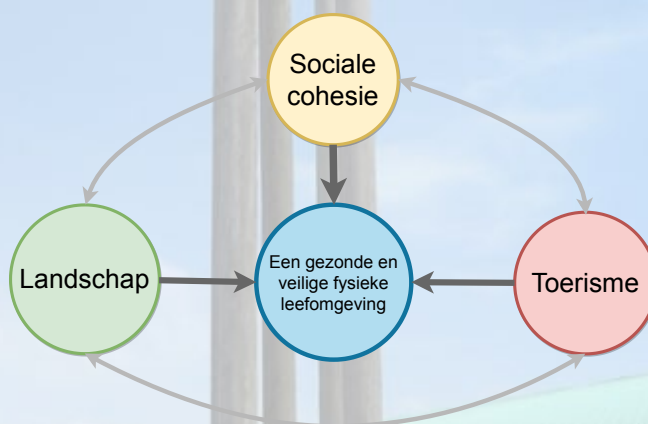 Sociale
cohesie
Landschap
Een gezonde en
veilige fysieke
leefomgeving
Toerisme